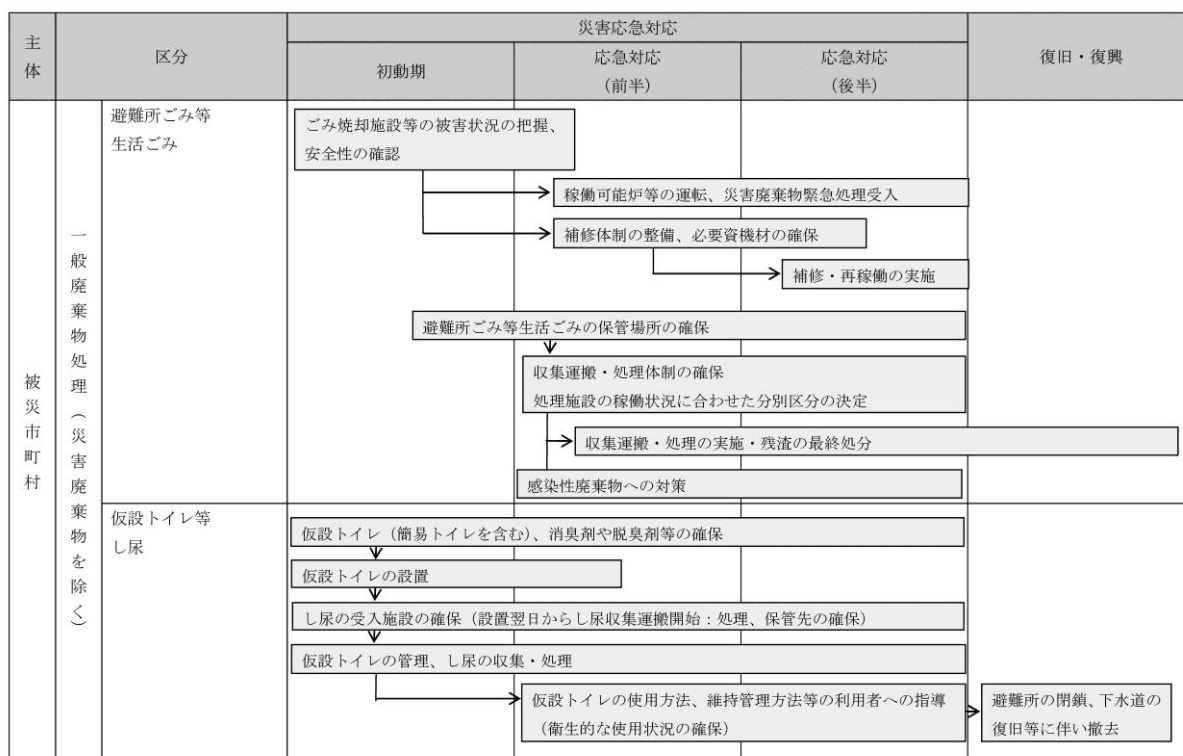 主
体
区分
災害応急対応
初動期
応急対応
（前半）
応急対応
（後半）
復旧・復興
被災市町村
一般廃棄物処理（災害廃棄物を除く）
避難所ごみ等
生活ごみ
ごみ焼却施設等の被害状況の把握、
安全性の確認
稼働可能炉等の運転、災害廃棄物緊急処理受入
補修体制の整備、必要資機材の確保
補修・再稼働の実施
避難所ごみ等生活ごみの保管場所の確保
収集運搬・処理体制の確保
処理施設の稼働状況に合わせた分別区分の決定
収集運搬・処理の実施・残渣の最終処分
感染性廃棄物への対策
仮設トイレ等
し尿
仮設トイレ（簡易トイレを含む）、消臭剤や脱臭剤等の確保
仮設トイレの設置
し尿の受入施設の確保（設置翌日からし尿収集運搬開始：処理、保管先の確保）
仮設トイレの管理、し尿の収集・処理
仮設トイレの使用方法、維持管理方法等の利用者への指導
（衛生的な使用状況の確保）
避難所の閉鎖、下水道の
復旧等に伴い撤去